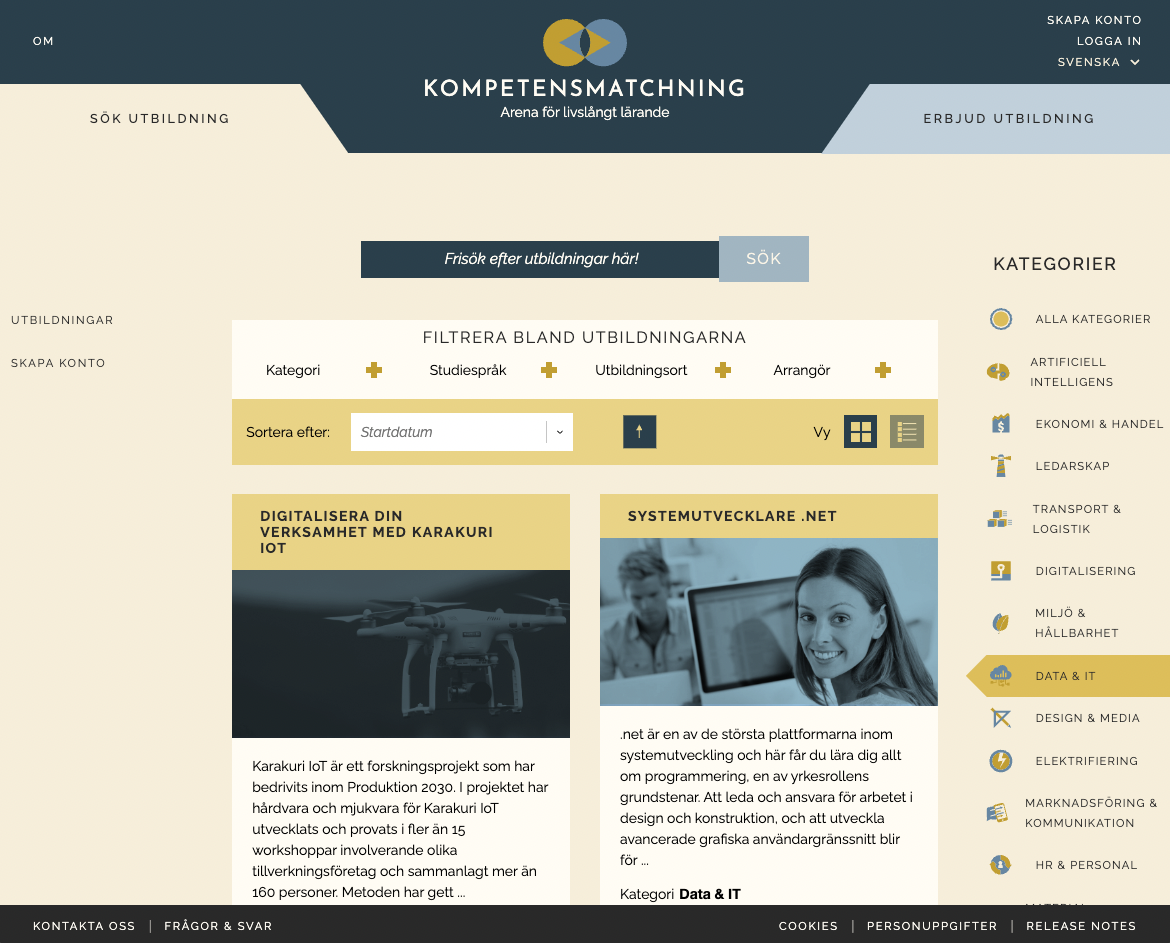 OM
SKAPA KONTO
LOGGA IN
SVENSKA
KOMPETENSMATCHNING
Arena för livslångt lärande
SÖK UTBILDNING
ERBJUD UTBILDNING
Frisök efter utbildningar här!
SÖK
UTBILDNINGAR
SKAPA KONTO
FILTRERA BLAND UTBILDNINGARNA
Kategori
Studiespråk
Utbildningsort
Arrangör
Sortera efter:
Startdatum
Vy
DIGITALISERA DIN
VERKSAMHET MED KARAKURI
IOT
Karakuri IoT är ett forskningsprojekt som har
bedrivits inom Produktion 2030. I projektet har
hårdvara och mjukvara för Karakuri IoT
utvecklats och provats i fler än 15
workshoppar involverande olika
tillverkningsföretag och sammanlagt mer än
160 personer. Metoden har gett ...
SYSTEMUTVECKLARE .NET
.net är en av de största plattformarna inom
systemutveckling och här får du lära dig allt
om programmering, en av yrkesrollens
grundstenar. Att leda och ansvara för arbetet i
design och konstruktion, och att utveckla
avancerade grafiska användargränssnitt blir
för ...
Kategori Data & IT
KATEGORIER
ALLA KATEGORIER
ARTIFICIELL
INTELLIGENS
EKONOMI & HANDEL
LEDARSKAP
TRANSPORT &
LOGISTIK
DIGITALISERING
MILJÖ &
HÅLLBARHET
DATA & IT
DESIGN & MEDIA
ELEKTRIFIERING
MARKNADSFÖRING &
KOMMUNIKATION
HR & PERSONAL
KONTAKTA OSS | FRÅGOR & SVAR
COOKIES | PERSONUPPGIFTER | RELEASE NOTES